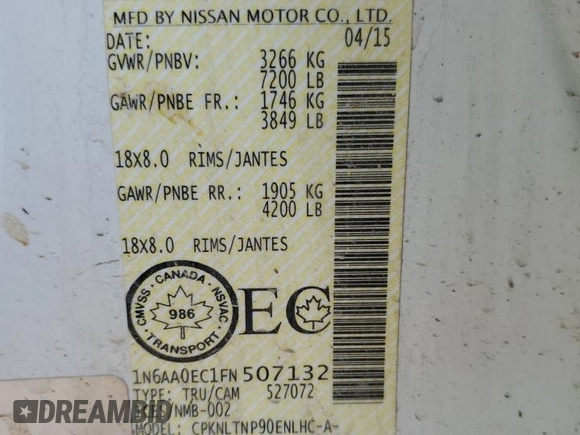 MFD BY NISSAN MOTOR CO., LTD.
DATE: 04/15
GVWR/PNBV: 3266 KG
7200 LB
GAWR/PNBE FR.: 1746 KG
3849 LB
18X8.0 RIMS/JANTES
GAWR/PNBE RR.: 1905 KG
4200 LB
18X8.0 RIMS/JANTES
CMVSS · CANADA · NSVAC
986
TRANSPORT
EC
1N6AA0EC1FN507132
TYPE: TRU/CAM 527072
/NMB-002
MODEL: CPKNLTNP90ENLHC-A-
DREAMBID